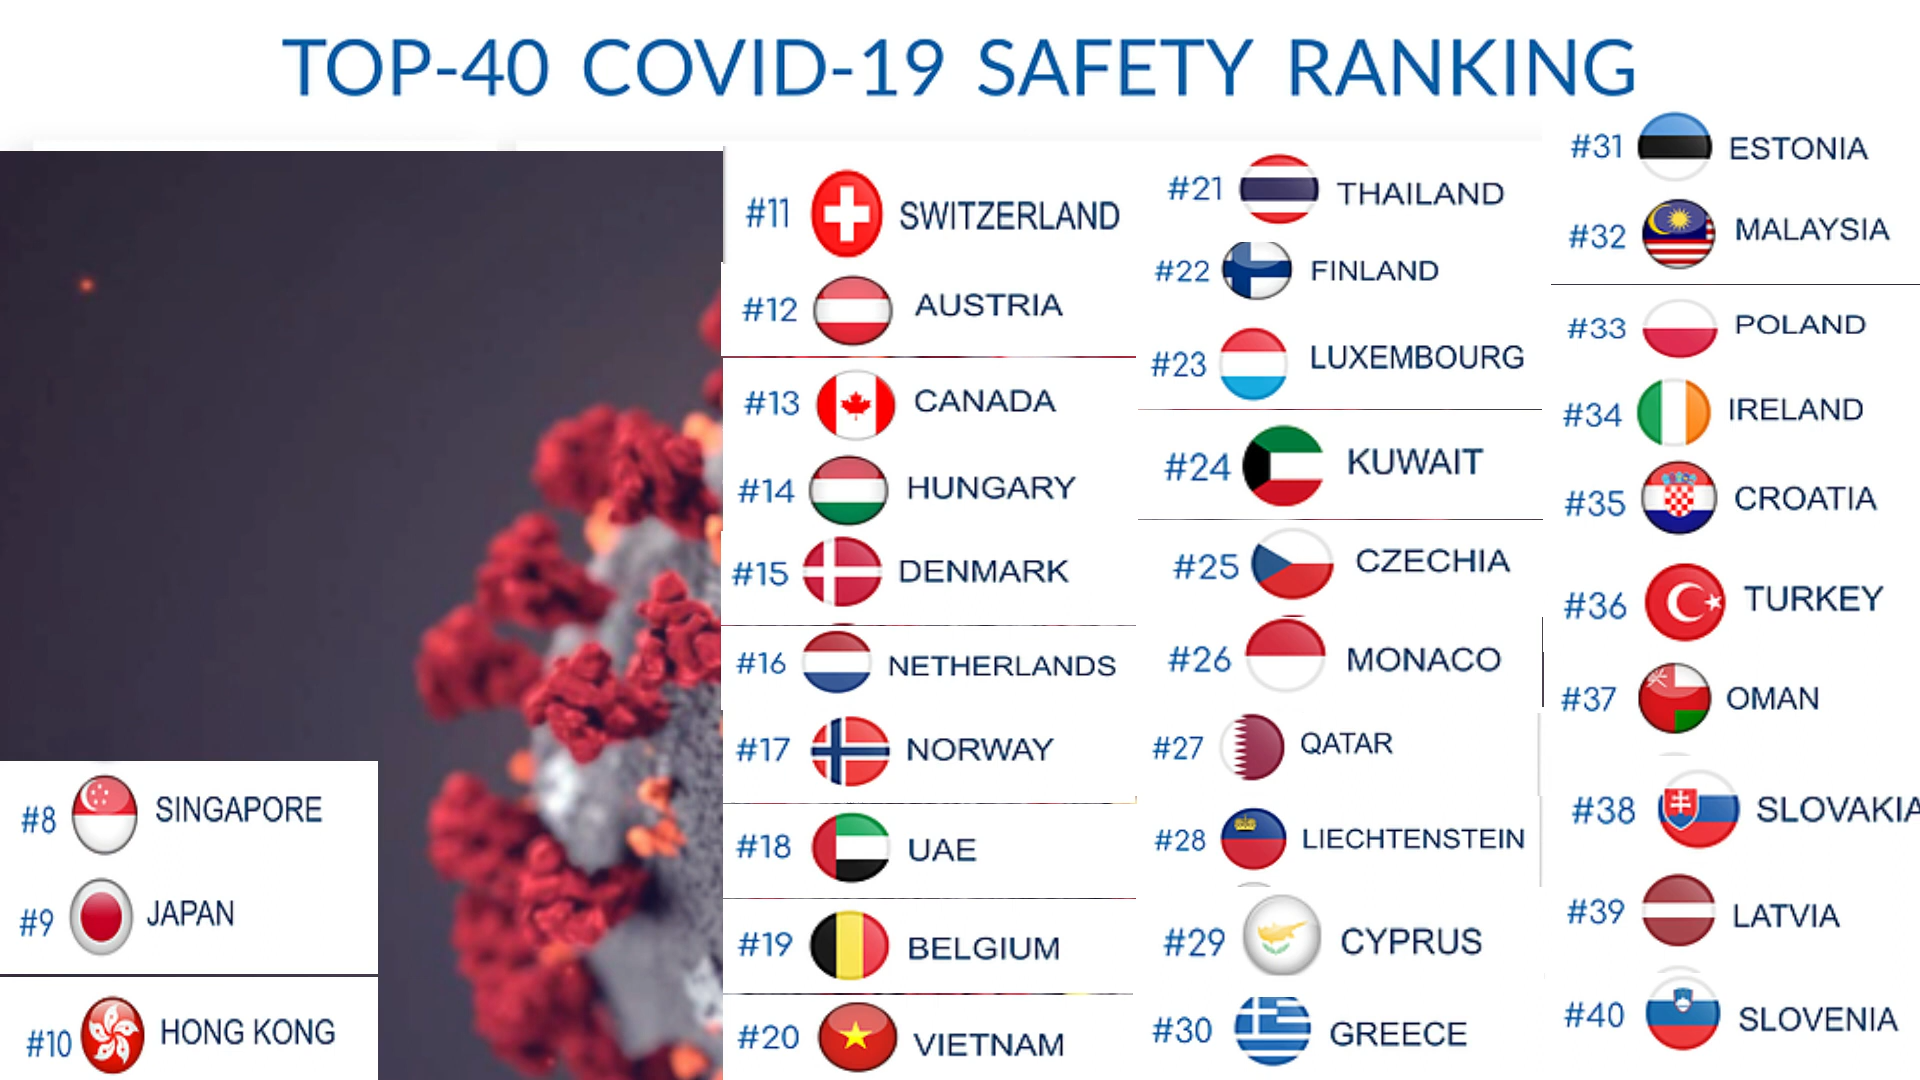 TOP-40 COVID-19 SAFETY RANKING
#8 SINGAPORE
#9 JAPAN
#10 HONG KONG
#11 SWITZERLAND
#12 AUSTRIA
#13 CANADA
#14 HUNGARY
#15 DENMARK
#16 NETHERLANDS
#17 NORWAY
#18 UAE
#19 BELGIUM
#20 VIETNAM
#21 THAILAND
#22 FINLAND
#23 LUXEMBOURG
#24 KUWAIT
#25 CZECHIA
#26 MONACO
#27 QATAR
#28 LIECHTENSTEIN
#29 CYPRUS
#30 GREECE
#31 ESTONIA
#32 MALAYSIA
#33 POLAND
#34 IRELAND
#35 CROATIA
#36 TURKEY
#37 OMAN
#38 SLOVAKIA
#39 LATVIA
#40 SLOVENIA